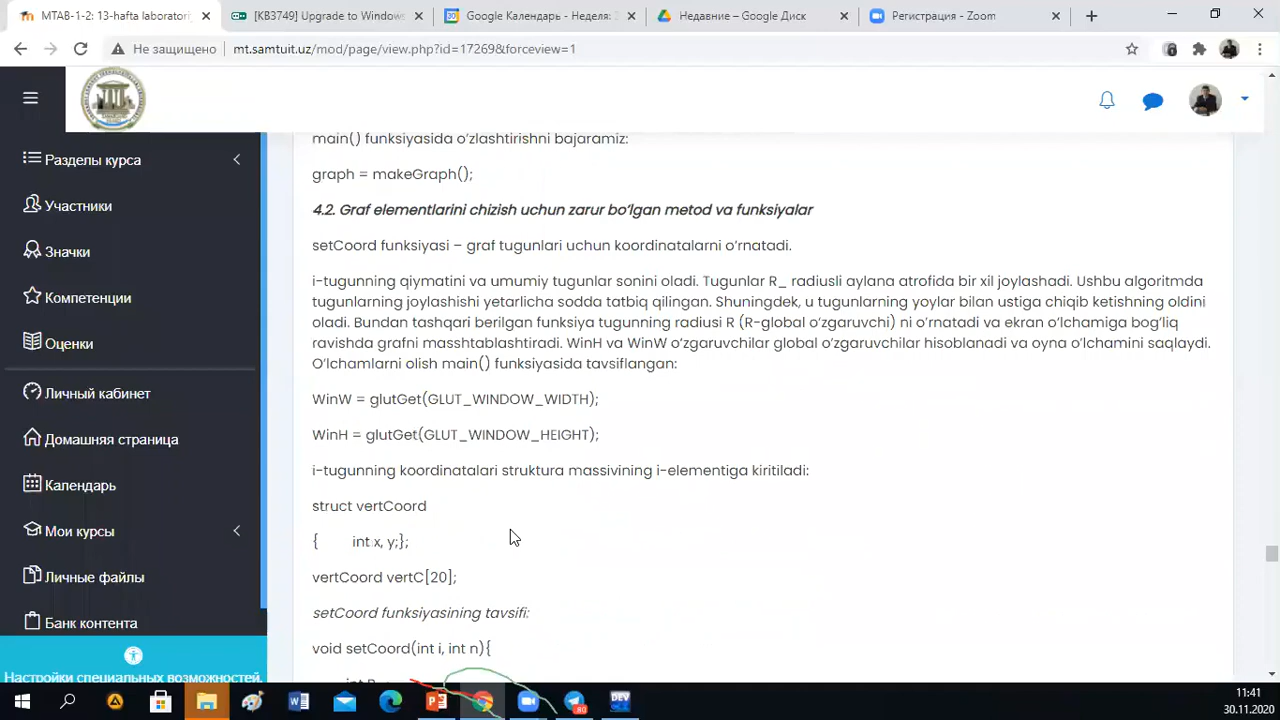 MTAB-1-2: 13-hafta laborator
[KB3749] Upgrade to Windows
Google Календарь - Неделя: 3
Недавние – Google Диск
Регистрация - Zoom
Не защищено
mt.samtuit.uz/mod/page/view.php?id=17269&forceview=1
main() funksiyasida o'zlashtirishni bajaramiz:
graph = makeGraph();
4.2. Graf elementlarini chizish uchun zarur bo'lgan metod va funksiyalar
setCoord funksiyasi – graf tugunlari uchun koordinatalarni o'rnatadi.
i-tugunning qiymatini va umumiy tugunlar sonini oladi. Tugunlar R_ radiusli aylana atrofida bir xil joylashadi. Ushbu algoritmda
tugunlarning joylashishi yetarlicha sodda tatbiq qilingan. Shuningdek, u tugunlarning yoylar bilan ustiga chiqib ketishning oldini
oladi. Bundan tashqari berilgan funksiya tugunning radiusi R (R-global o'zgaruvchi) ni o'rnatadi va ekran o'lchamiga bog'liq
ravishda grafni masshtablashtiradi. WinH va WinW o'zgaruvchilar global o'zgaruvchilar hisoblanadi va oyna o'lchamini saqlaydi.
O'lchamlarni olish main() funksiyasida tavsiflangan:
WinW = glutGet(GLUT_WINDOW_WIDTH);
WinH = glutGet(GLUT_WINDOW_HEIGHT);
i-tugunning koordinatalari struktura massivining i-elementiga kiritiladi:
struct vertCoord
{ int x, y;};
vertCoord vertC[20];
setCoord funksiyasining tavsifi:
void setCoord(int i, int n){
Разделы курса
Участники
Значки
Компетенции
Оценки
Личный кабинет
Домашняя страница
Календарь
Мои курсы
Личные файлы
Банк контента
Настройки специальных возможностей.
80
DEV
11:41
30.11.2020